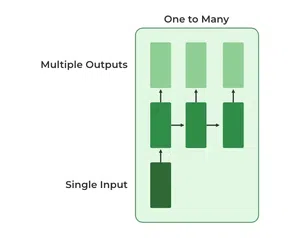 One to Many
Multiple Outputs
Single Input